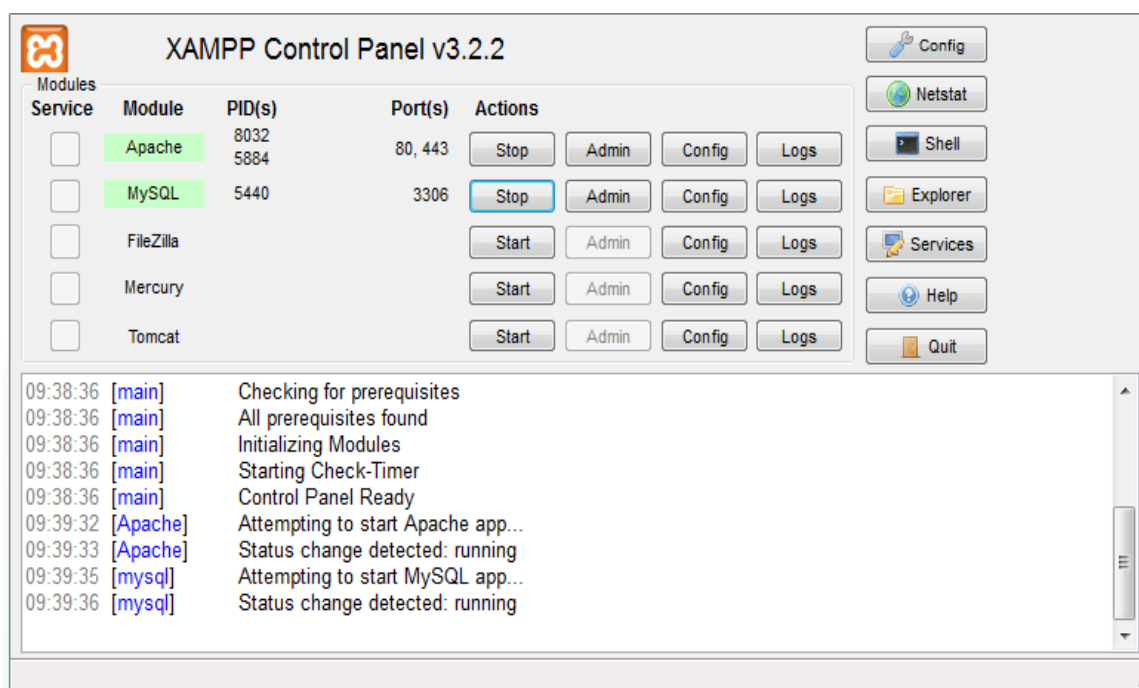 XAMPP Control Panel v3.2.2
Config
Modules
Service Module PID(s) Port(s) Actions
Netstat
Apache 8032 5884 80, 443 Stop Admin Config Logs
Shell
MySQL 5440 3306 Stop Admin Config Logs
Explorer
FileZilla Start Admin Config Logs
Services
Mercury Start Admin Config Logs
Help
Tomcat Start Admin Config Logs
Quit
09:38:36 [main] Checking for prerequisites
09:38:36 [main] All prerequisites found
09:38:36 [main] Initializing Modules
09:38:36 [main] Starting Check-Timer
09:38:36 [main] Control Panel Ready
09:39:32 [Apache] Attempting to start Apache app...
09:39:33 [Apache] Status change detected: running
09:39:35 [mysql] Attempting to start MySQL app...
09:39:36 [mysql] Status change detected: running